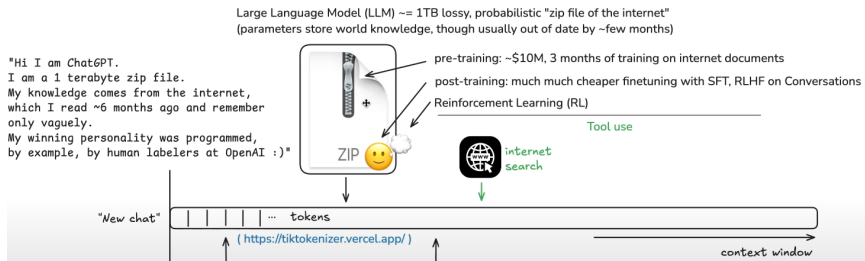 Large Language Model (LLM) ~= 1TB lossy, probabilistic "zip file of the internet"
(parameters store world knowledge, though usually out of date by ~few months)
"Hi I am ChatGPT.
I am a 1 terabyte zip file.
My knowledge comes from the internet,
which I read ~6 months ago and remember
only vaguely.
My winning personality was programmed,
by example, by human labelers at OpenAI :)"
ZIP
pre-training: ~$10M, 3 months of training on internet documents
post-training: much much cheaper finetuning with SFT, RLHF on Conversations
Reinforcement Learning (RL)
Tool use
WWW
internet
search
"New chat"
... tokens
( https://tiktokenizer.vercel.app/ )
context window